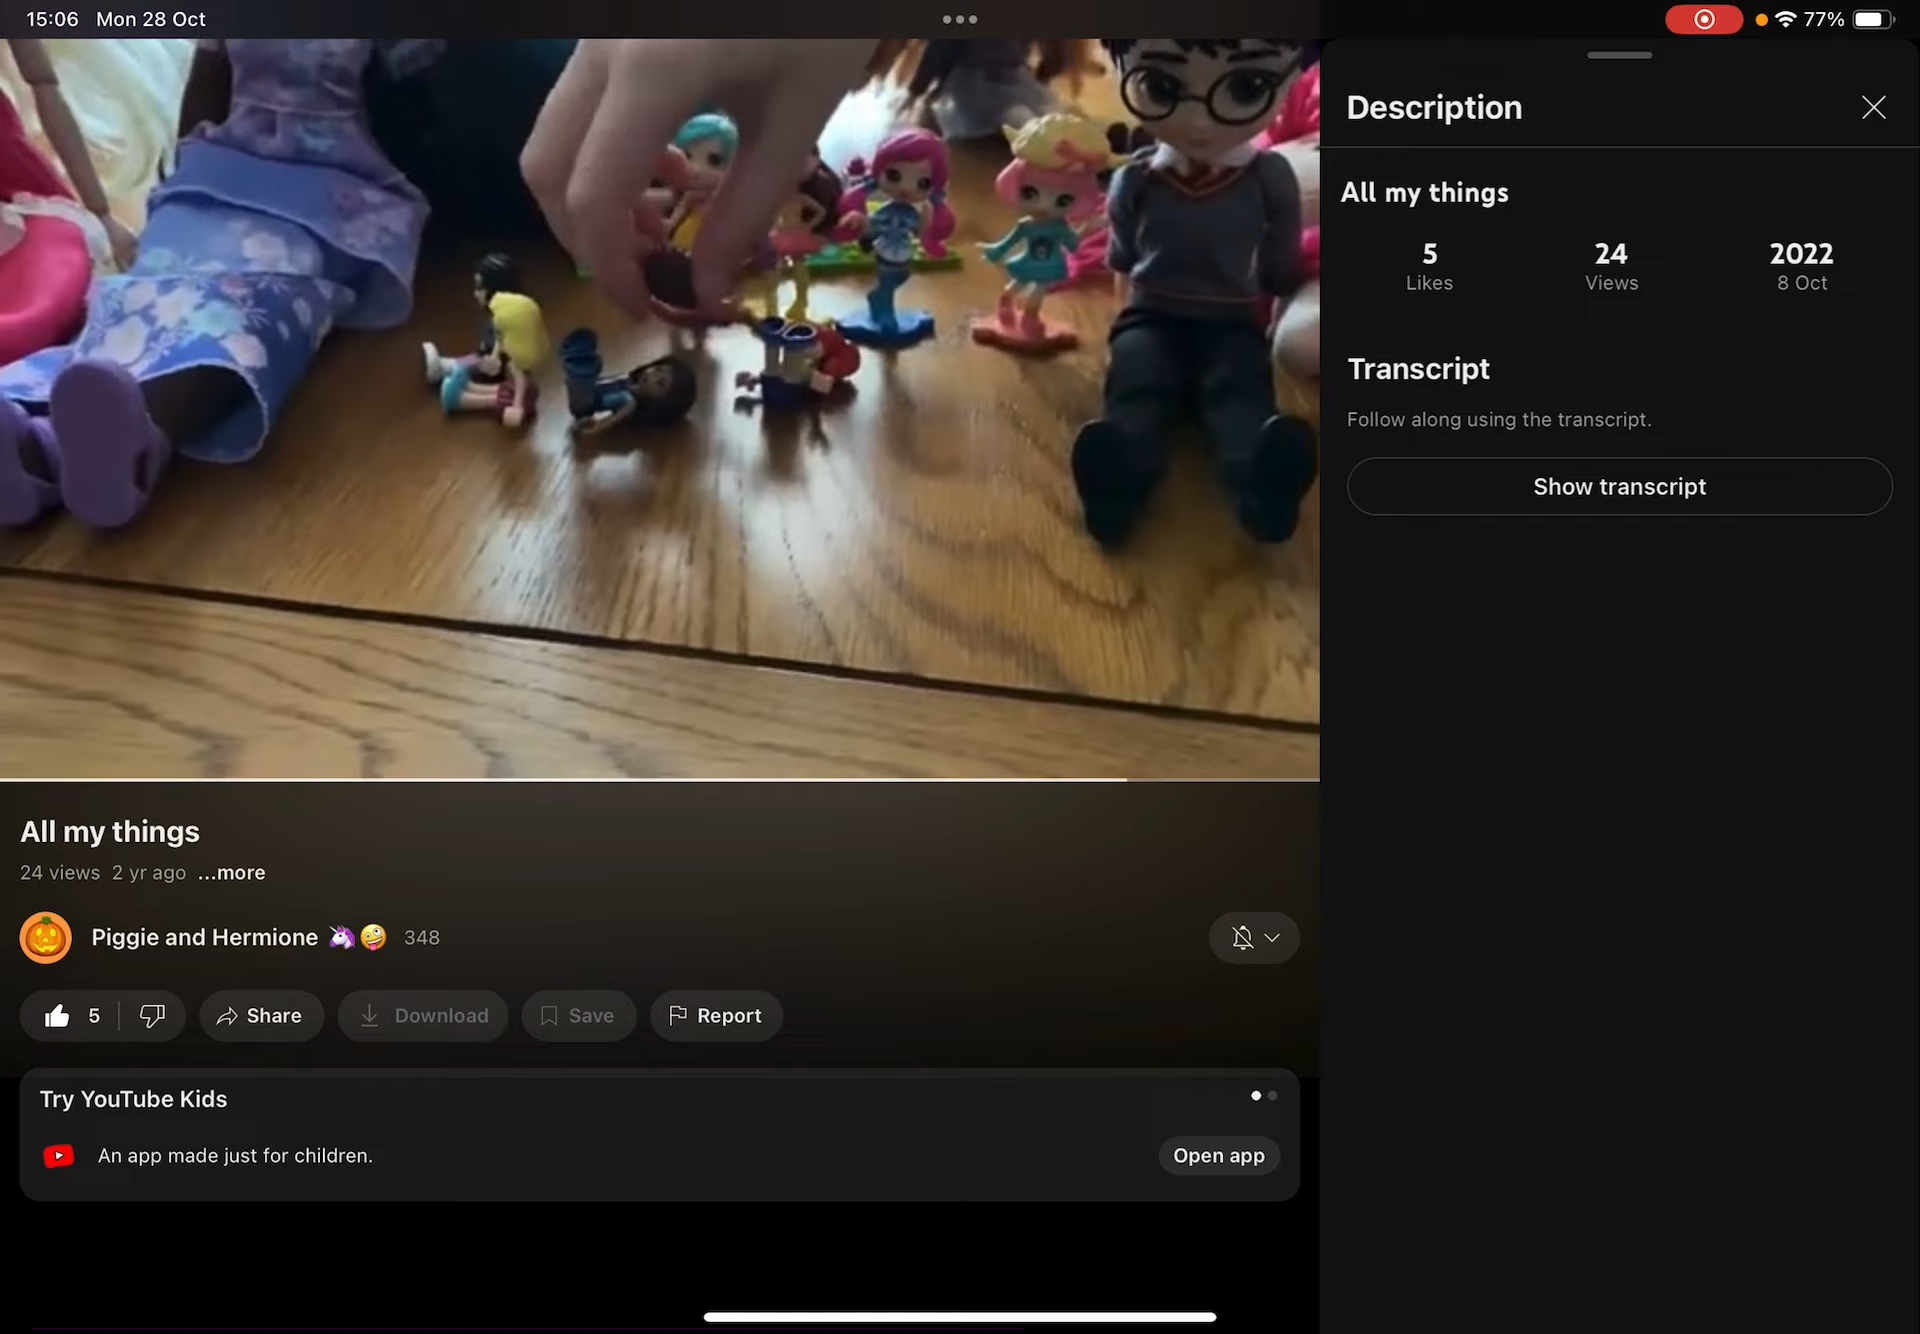 15:06 Mon 28 Oct
77%
Description
All my things
5 24 2022
Likes Views 8 Oct
Transcript
Follow along using the transcript.
Show transcript
All my things
24 views 2 yr ago ...more
Piggie and Hermione 🦄🤪 348
5 Share Download Save Report
Try YouTube Kids
An app made just for children.
Open app